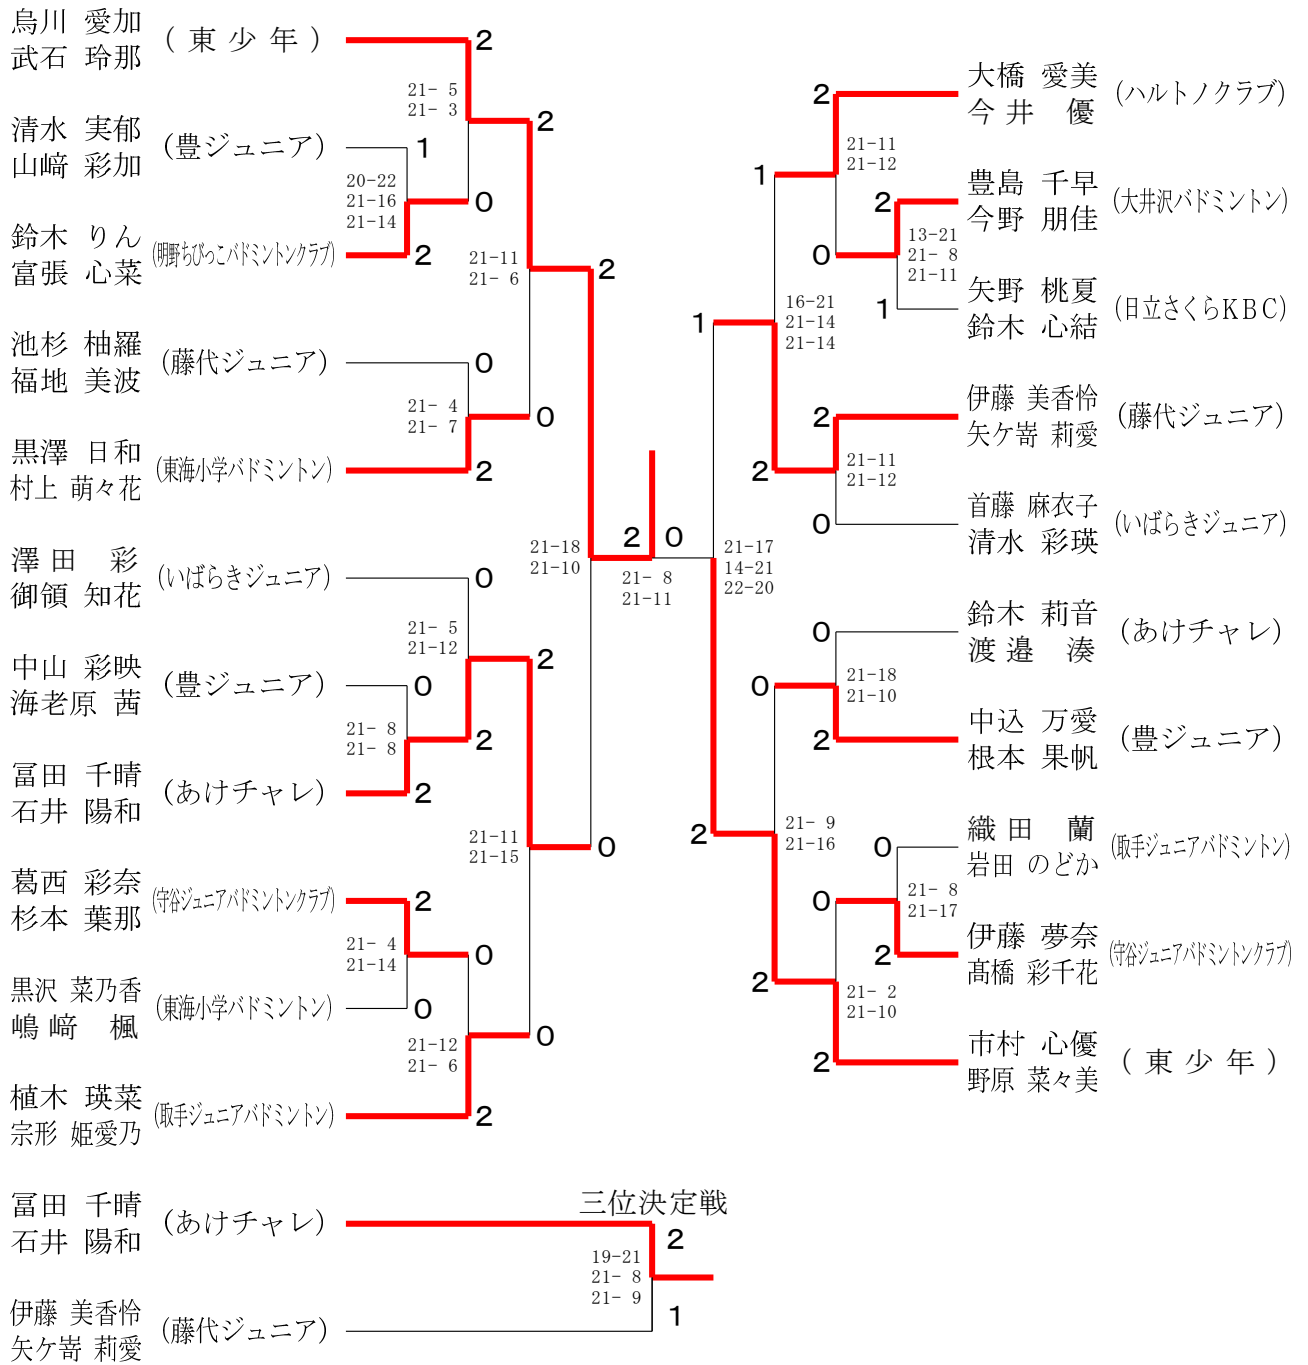 烏川 愛加
武石 玲那
( 東 少 年 )
清水 実郁
山﨑 彩加
(豊ジュニア)
鈴木 りん
富張 心菜
(明野ちびっこバドミントンクラブ)
池杉 柚羅
福地 美波
(藤代ジュニア)
黒澤 日和
村上 萌々花
(東海小学バドミントン)
澤田 彩
御領 知花
(いばらきジュニア)
中山 彩映
海老原 茜
(豊ジュニア)
冨田 千晴
石井 陽和
(あけチャレ)
葛西 彩奈
杉本 葉那
(守谷ジュニアバドミントンクラブ)
黒沢 菜乃香
嶋﨑 楓
(東海小学バドミントン)
植木 瑛菜
宗形 姫愛乃
(取手ジュニアバドミントン)
2
21- 5
21- 3
2
1
20-22
21-16
21-14
0
2
21-11
21- 6
2
0
21- 4
21- 7
0
2
21-18
21-10
0
21- 5
21-12
2
0
21- 8
21- 8
2
2
21-11
21-15
0
2
21- 4
21-14
0
0
21-12
21- 6
0
2
2
0
21- 8
21-11
大橋 愛美
今井 優
(ハルトノクラブ)
豊島 千早
今野 朋佳
(大井沢バドミントン)
矢野 桃夏
鈴木 心結
(日立さくらKBC)
伊藤 美香怜
矢ケ嵜 莉愛
(藤代ジュニア)
首藤 麻衣子
清水 彩瑛
(いばらきジュニア)
鈴木 莉音
渡邉 湊
(あけチャレ)
中込 万愛
根本 果帆
(豊ジュニア)
織田 蘭
岩田 のどか
(取手ジュニアバドミントン)
伊藤 夢奈
髙橋 彩千花
(守谷ジュニアバドミントンクラブ)
市村 心優
野原 菜々美
( 東 少 年 )
2
21-11
21-12
1
2
13-21
21- 8
21-11
0
1
16-21
21-14
21-14
1
2
2
21-11
21-12
0
21-17
14-21
22-20
0
21-18
21-10
0
2
2
21- 9
21-16
0
21- 8
21-17
0
2
2
21- 2
21-10
2
三位決定戦
冨田 千晴
石井 陽和
(あけチャレ)
2
19-21
21- 8
21- 9
1
伊藤 美香怜
矢ケ嵜 莉愛
(藤代ジュニア)